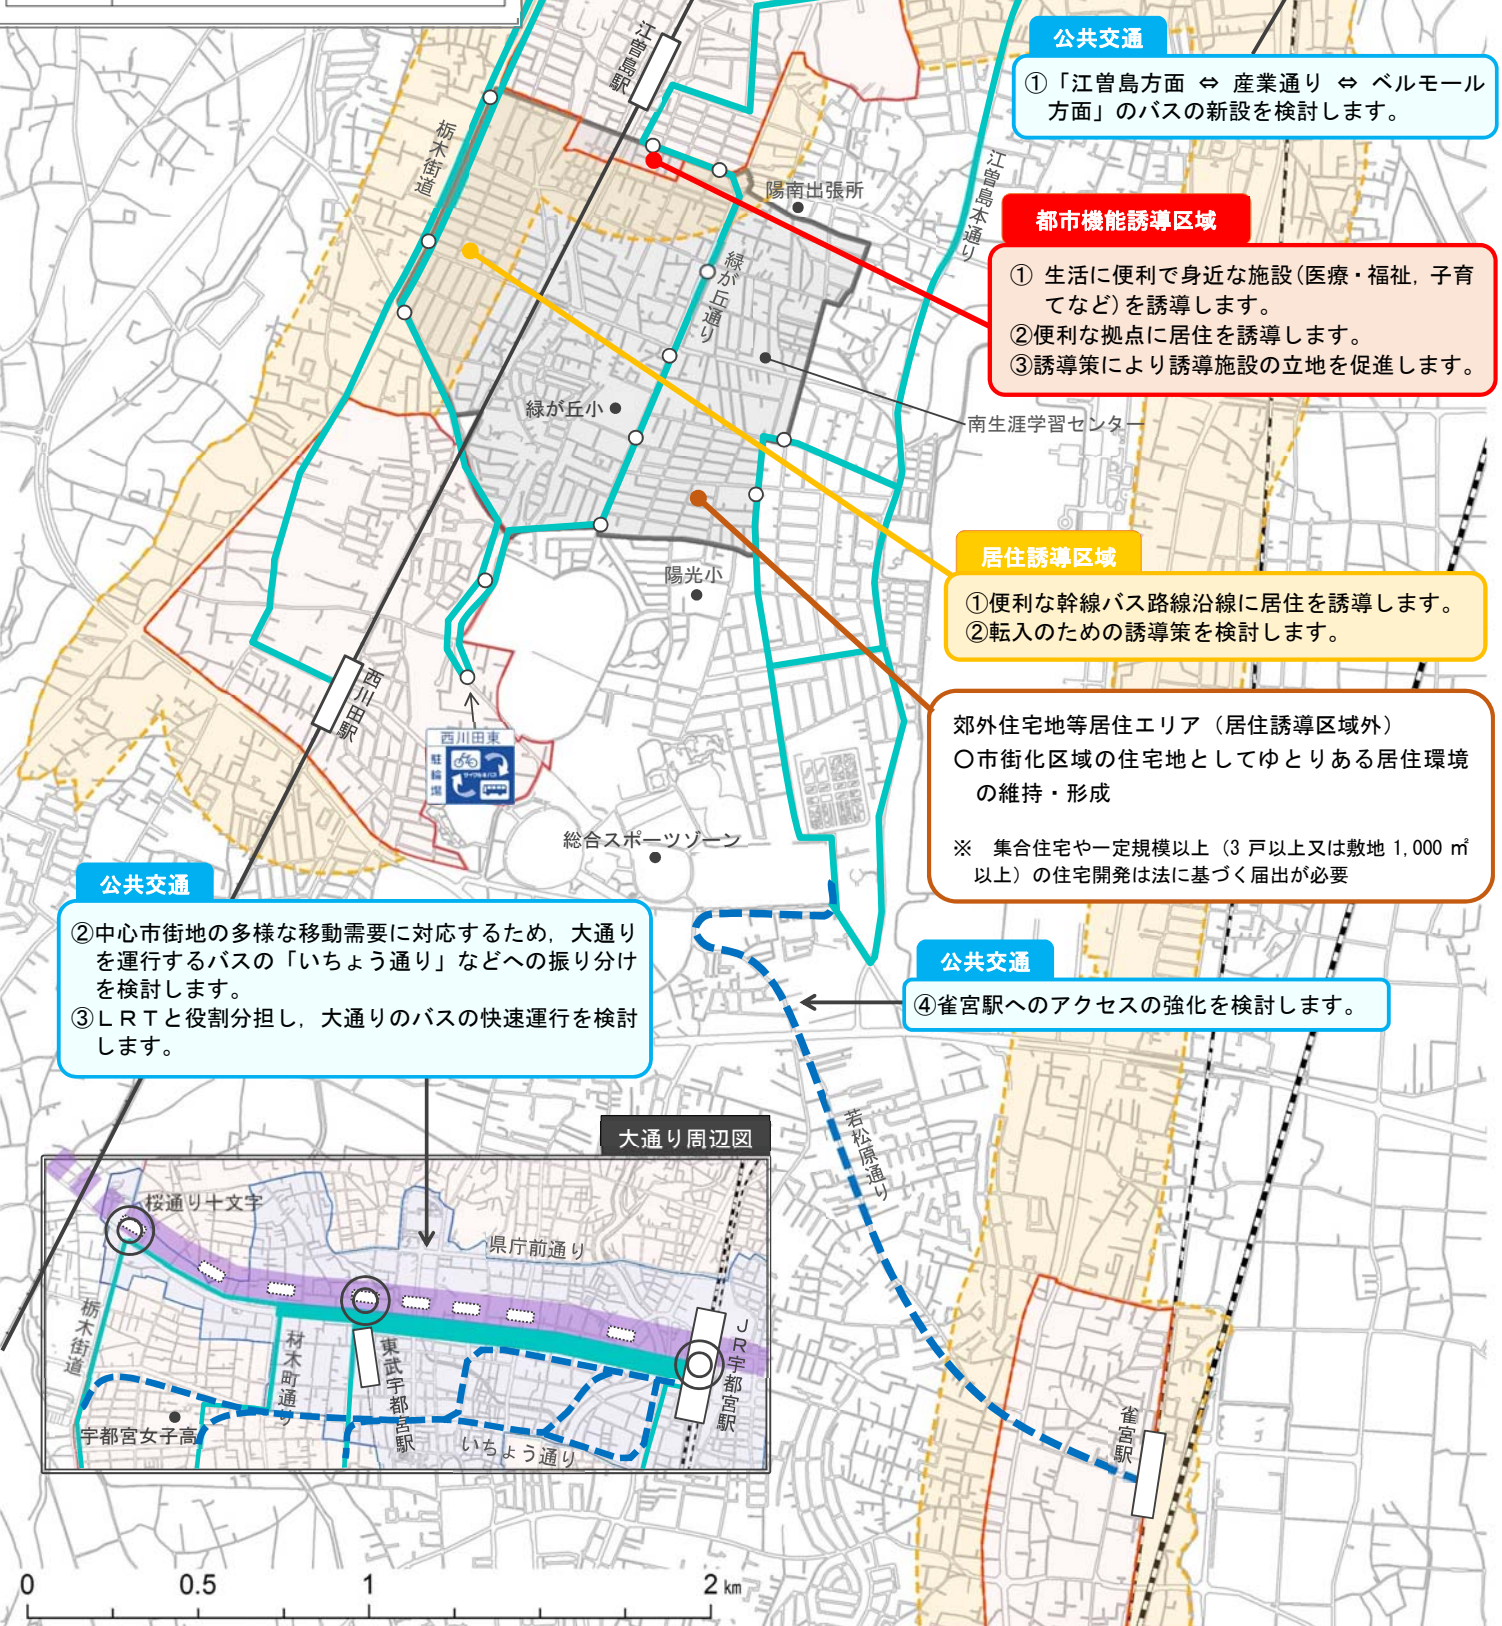 公共交通
①「江曽島方面 ⇔ 産業通り ⇔ ベルモール
方面」のバスの新設を検討します。
江曽島駅
栃木街道
陽南出張所
江曽島本通り
都市機能誘導区域
① 生活に便利で身近な施設(医療・福祉, 子育
てなど)を誘導します。
②便利な拠点に居住を誘導します。
③誘導策により誘導施設の立地を促進します。
緑が丘通り
緑が丘小
南生涯学習センター
居住誘導区域
①便利な幹線バス路線沿線に居住を誘導します。
②転入のための誘導策を検討します。
陽光小
西川田駅
郊外住宅地等居住エリア（居住誘導区域外）
〇市街化区域の住宅地としてゆとりある居住環境
の維持・形成
※ 集合住宅や一定規模以上（3 戸以上又は敷地 1,000 ㎡
以上）の住宅開発は法に基づく届出が必要
西川田東
駐輪場
サイクル&バス
総合スポーツゾーン
公共交通
②中心市街地の多様な移動需要に対応するため, 大通り
を運行するバスの「いちょう通り」などへの振り分け
を検討します。
③ＬＲＴと役割分担し, 大通りのバスの快速運行を検討
します。
公共交通
④雀宮駅へのアクセスの強化を検討します。
若松原通り
大通り周辺図
桜通り十文字
県庁前通り
栃木街道
材木町通り
東武宇都宮駅
ＪＲ宇都宮駅
宇都宮女子高
いちょう通り
雀宮駅
0 0.5 1 2 km